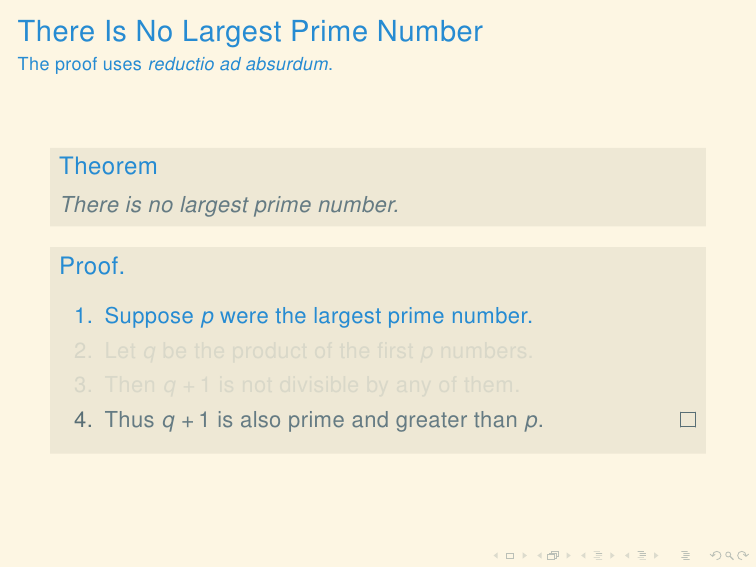 There Is No Largest Prime Number
The proof uses reductio ad absurdum.
Theorem
There is no largest prime number.
Proof.
1. Suppose p were the largest prime number.
2. Let q be the product of the first p numbers.
3. Then q + 1 is not divisible by any of them.
4. Thus q + 1 is also prime and greater than p.